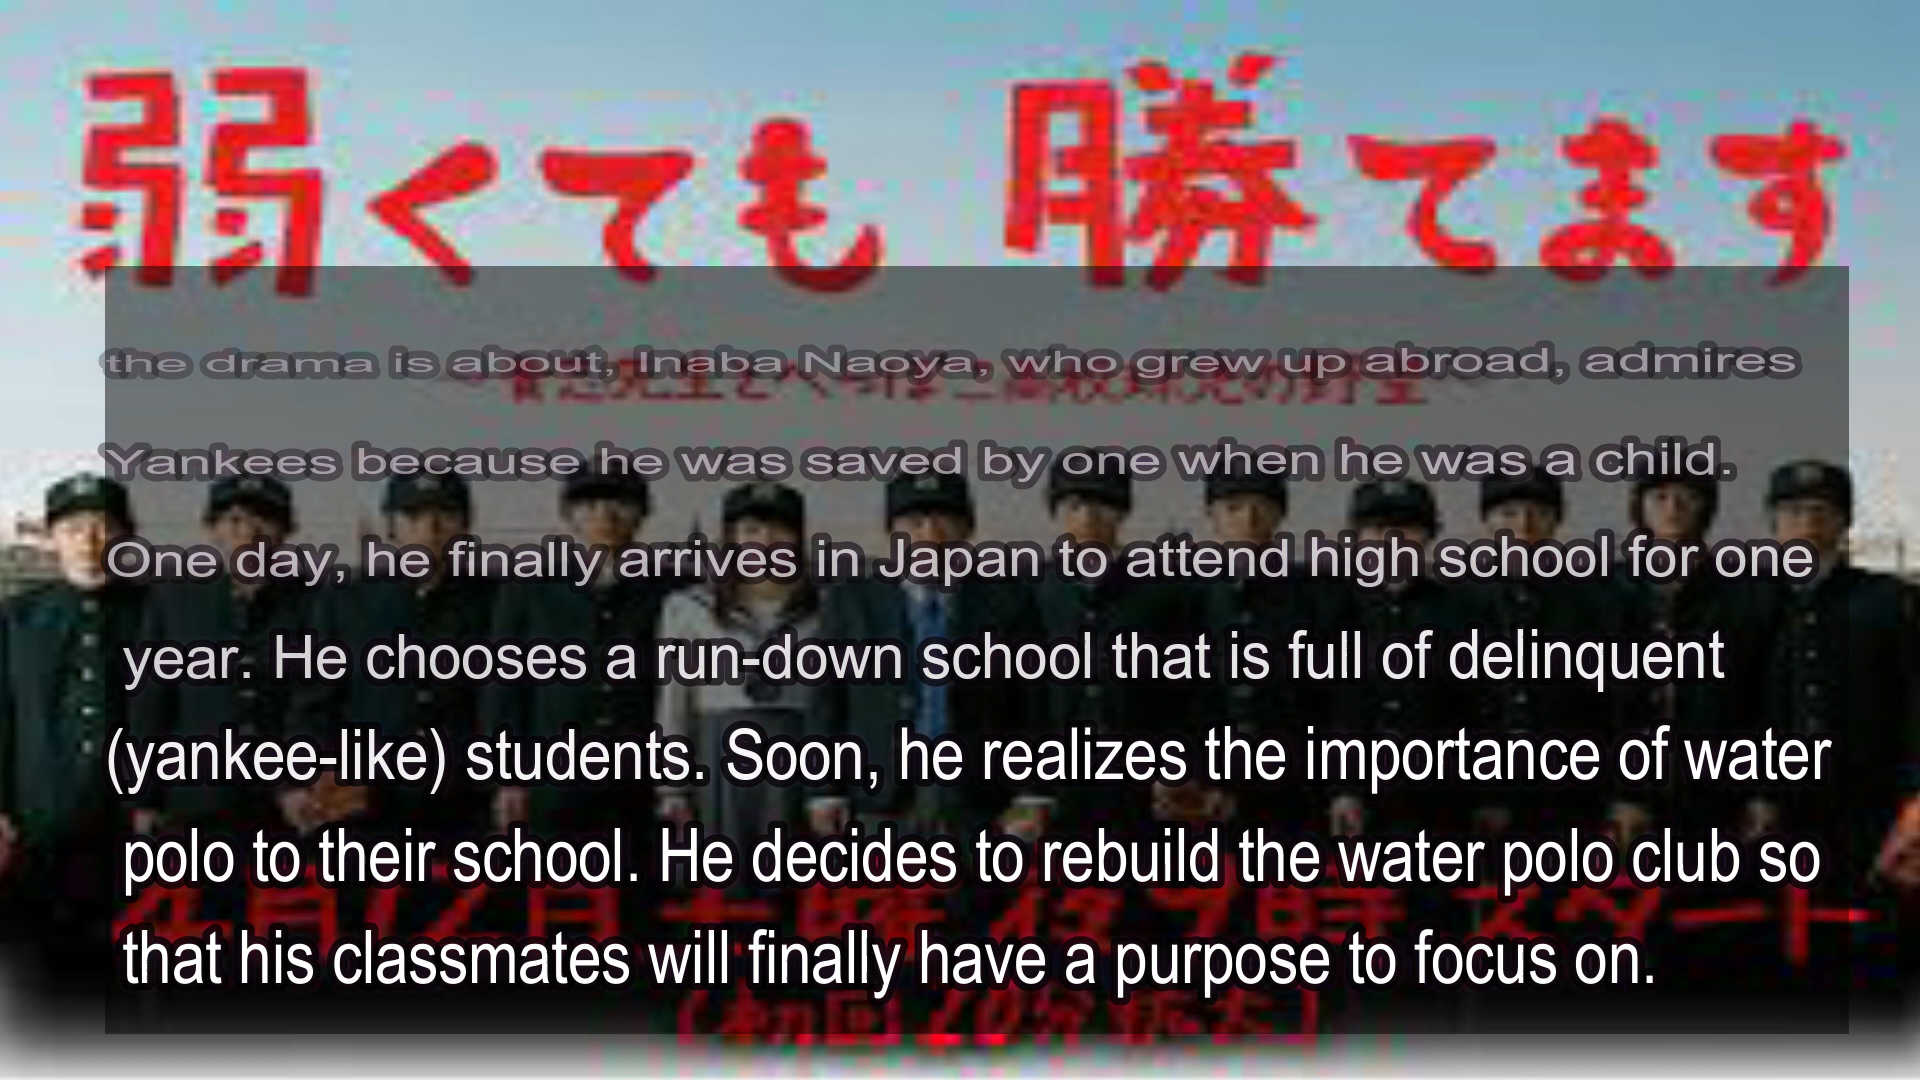 弱くても 勝てます
the drama is about, Inaba Naoya, who grew up abroad, admires
Yankees because he was saved by one when he was a child.
One day, he finally arrives in Japan to attend high school for one
year. He chooses a run-down school that is full of delinquent
(yankee-like) students. Soon, he realizes the importance of water
polo to their school. He decides to rebuild the water polo club so
that his classmates will finally have a purpose to focus on.